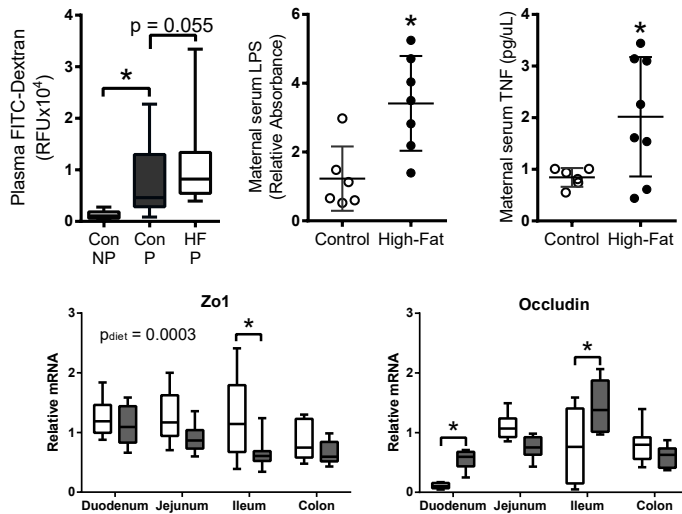 Plasma FITC-Dextran
(RFUx10⁴)
4
3
2
1
0
p = 0.055
*
Con
NP
Con
P
HF
P
Maternal serum LPS
(Relative Absorbance)
6
4
2
0
*
Control
High-Fat
Maternal serum TNF (pg/uL)
4
3
2
1
0
*
Control
High-Fat
Zo1
Relative mRNA
3
2
1
0
pdiet = 0.0003
*
Duodenum
Jejunum
Ileum
Colon
Occludin
Relative mRNA
3
2
1
0
*
*
Duodenum
Jejunum
Ileum
Colon